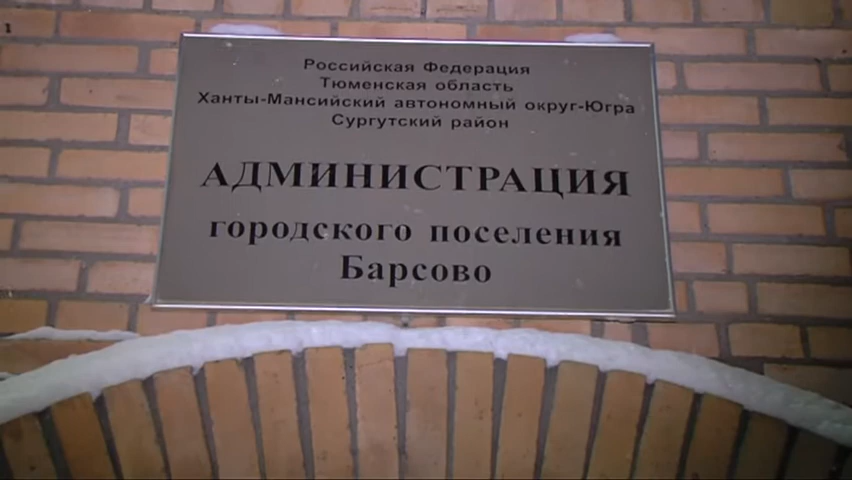 Российская Федерация
Тюменская область
Ханты-Мансийский автономный округ-Югра
Сургутский район
АДМИНИСТРАЦИЯ
городского поселения
Барсово